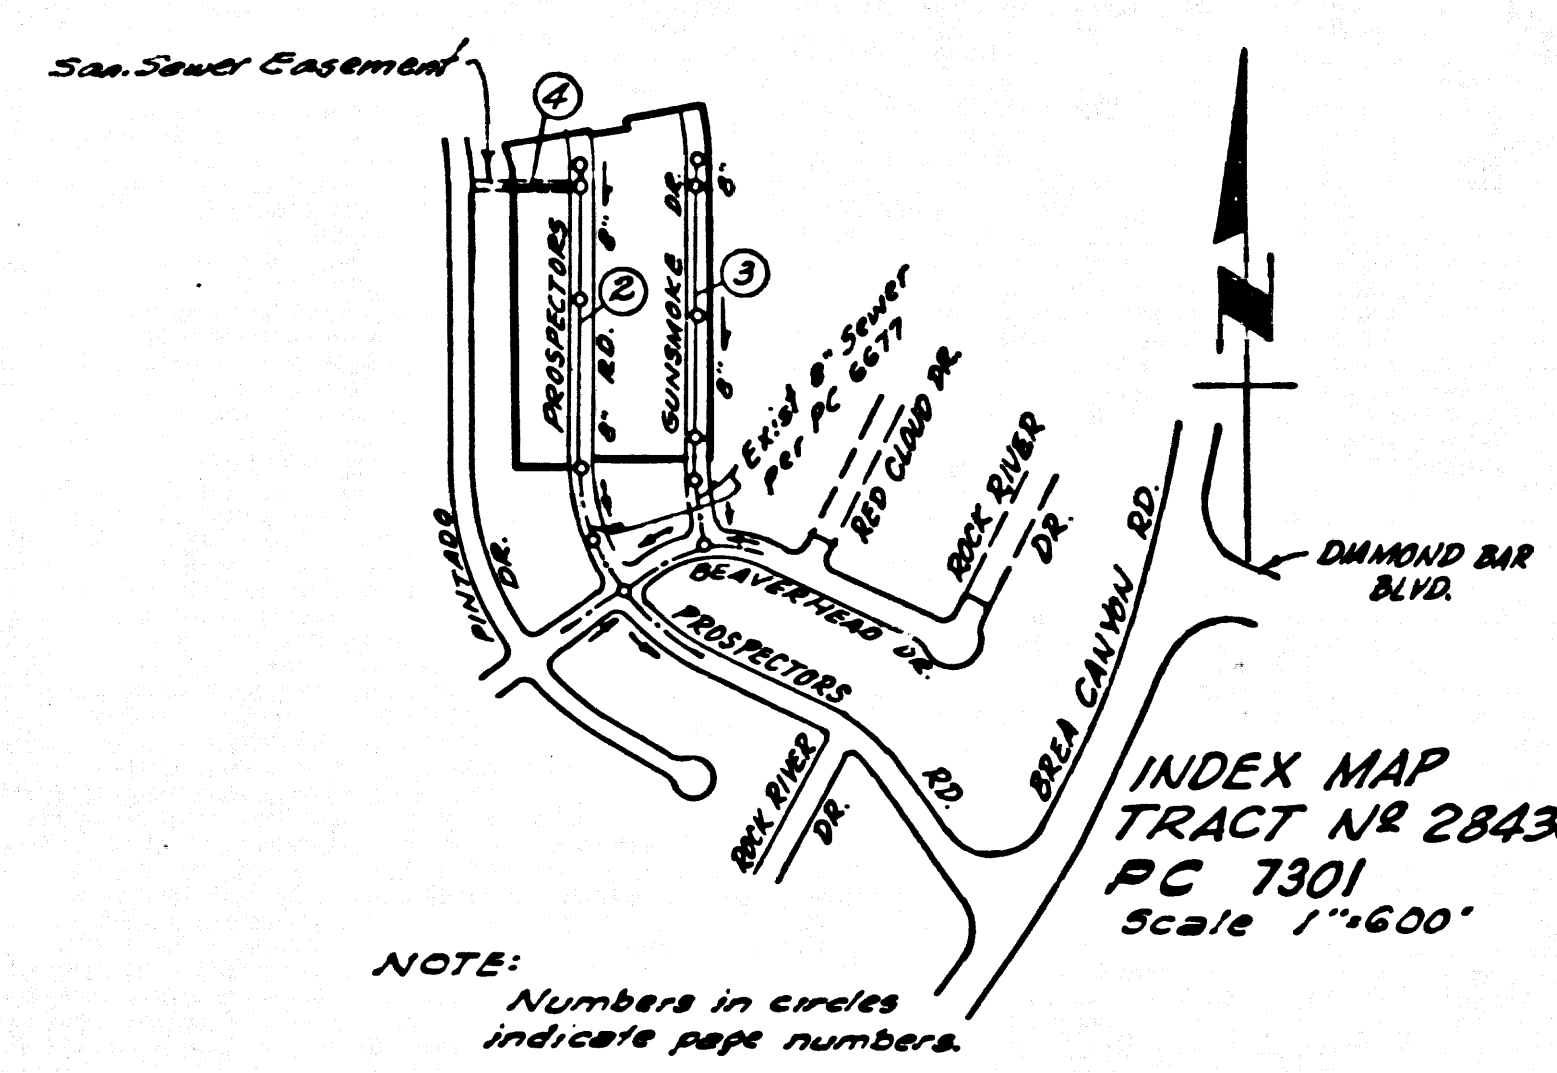 San. Sewer Easement
4
PROSPECTORS
RD.
8"
8"
2
GUNSMOKE DR.
8"
8"
3
Exist 8" Sewer
per PC 6677
RED CLOUD DR.
ROCK RIVER
DR.
BREA CANYON RD.
DIAMOND BAR
BLVD.
PINTADO
DR.
BEAVERHEAD DR.
PROSPECTORS
RD.
ROCK RIVER
DR.
INDEX MAP
TRACT Nº 2843
PC 7301
Scale 1"=600'
NOTE:
Numbers in circles
indicate page numbers.